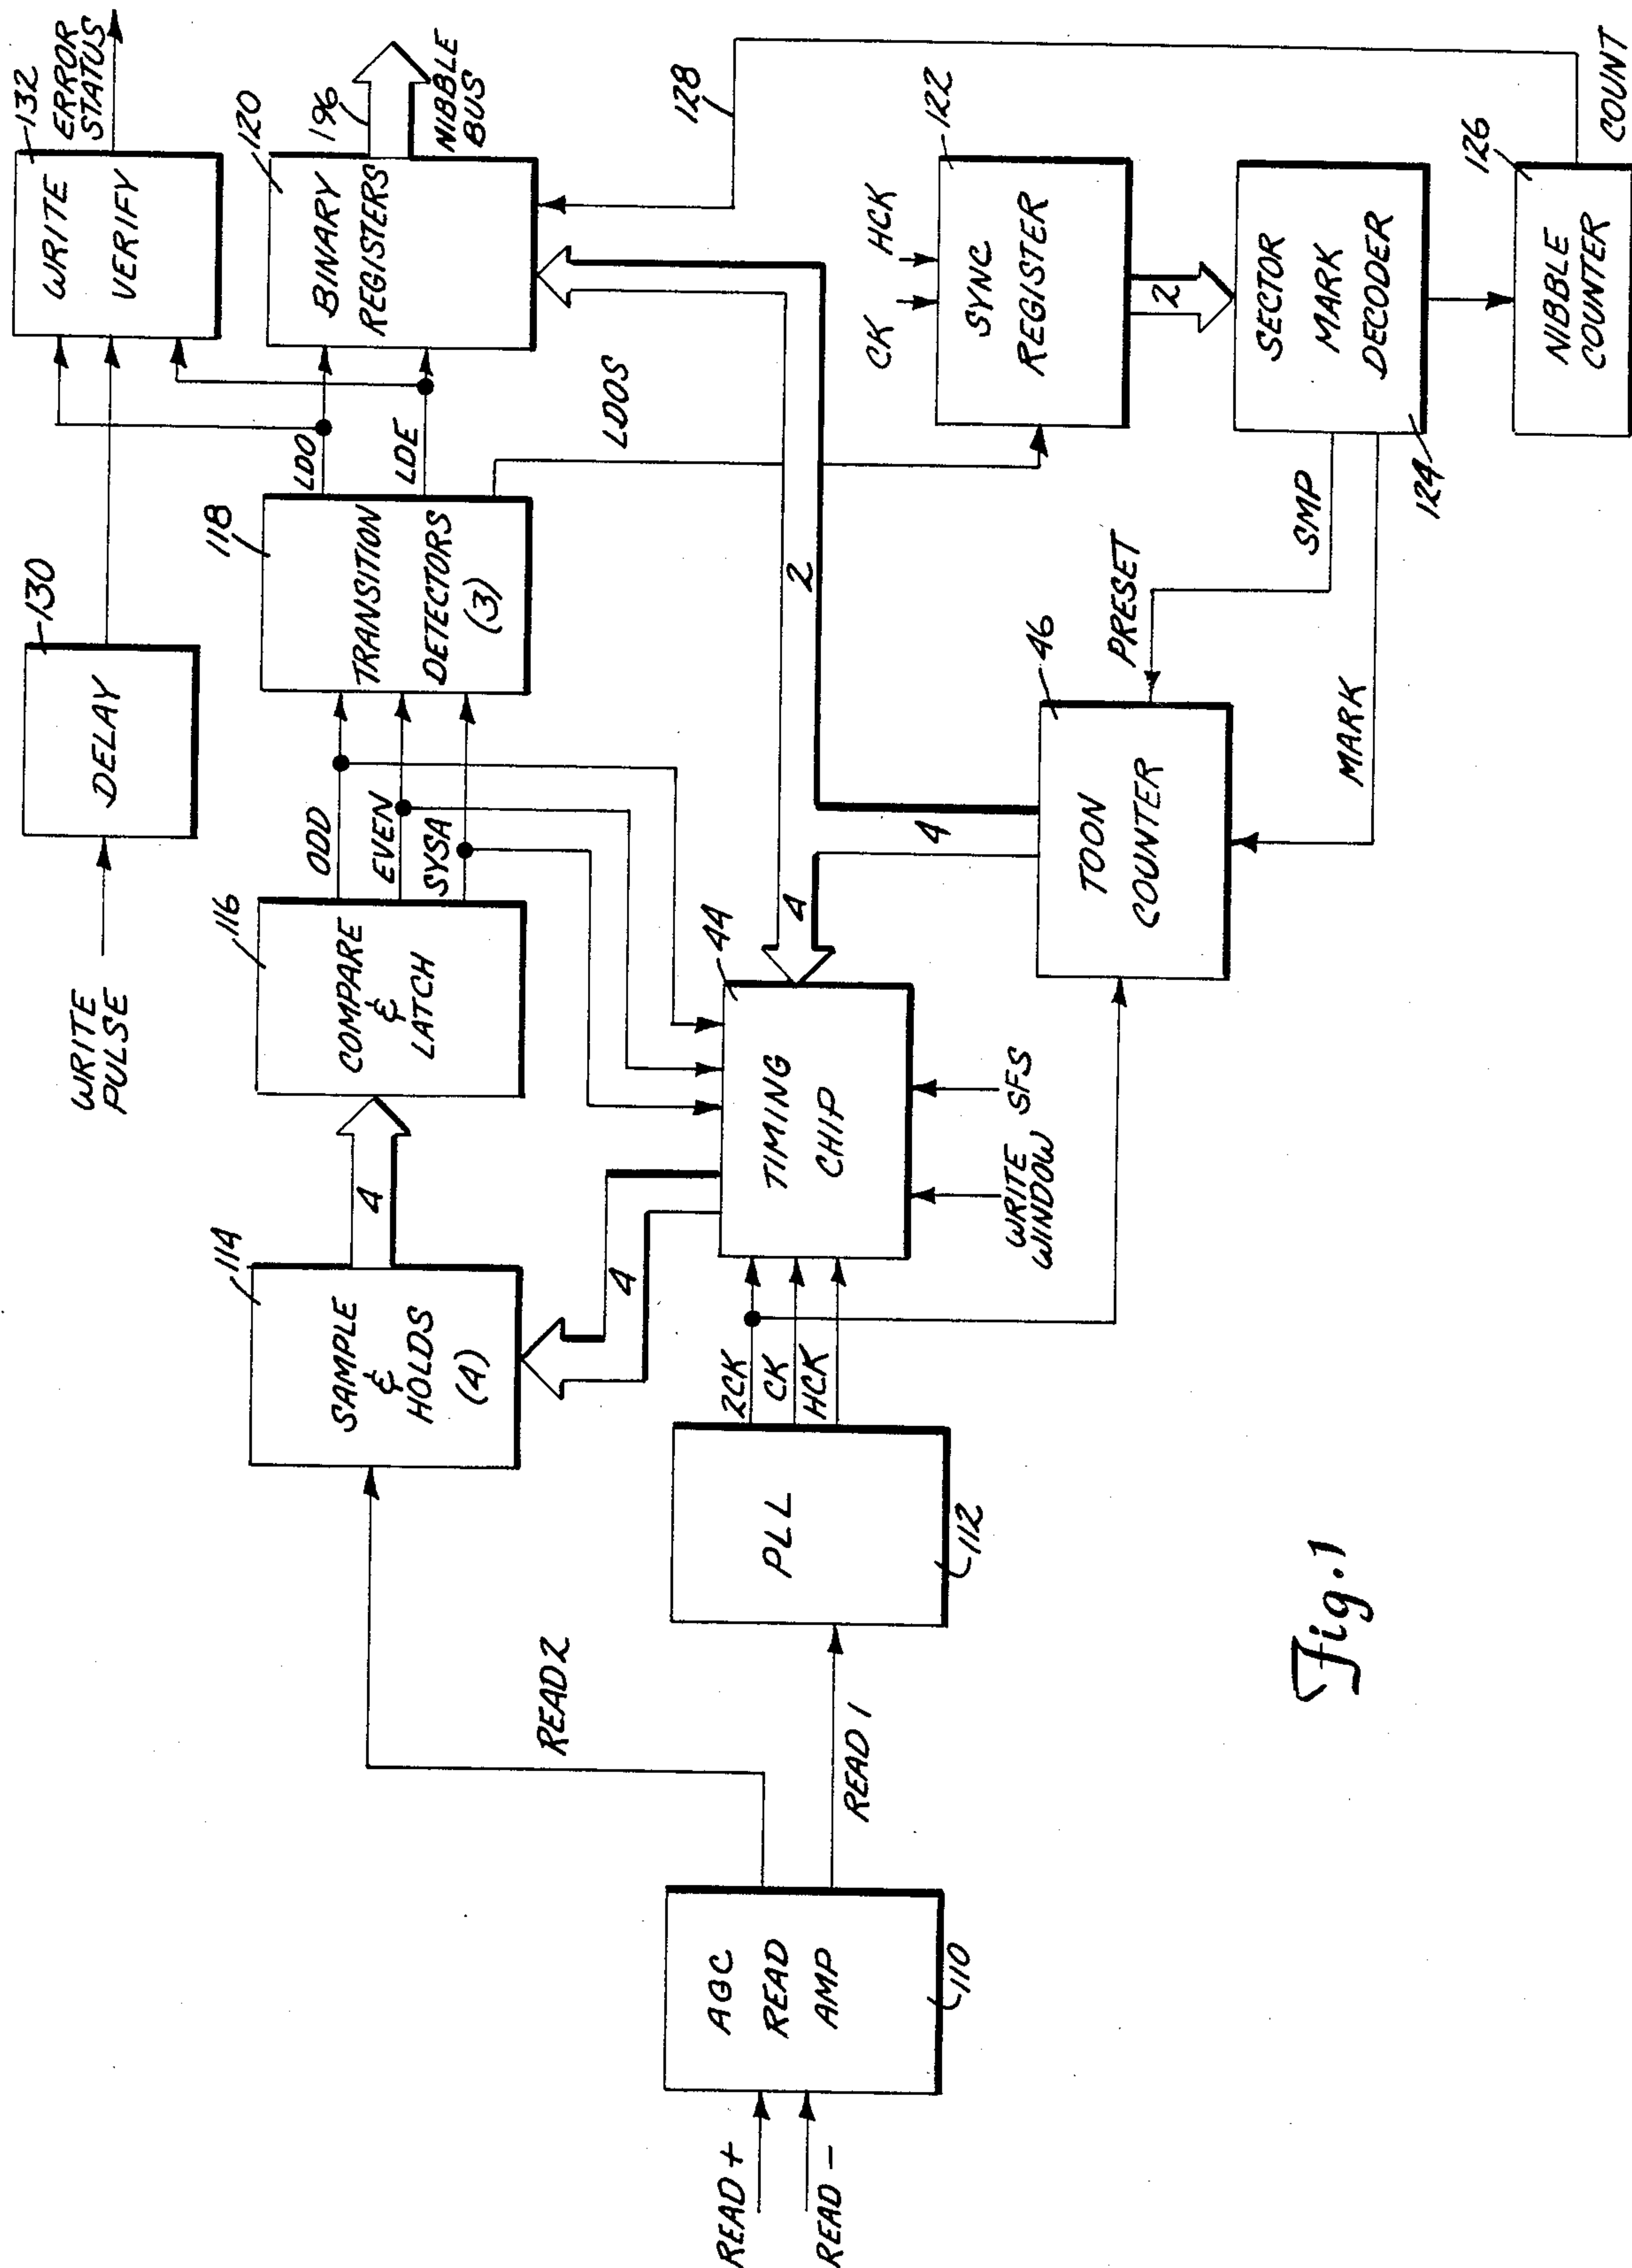 WRITE
PULSE
DELAY
130
WRITE
VERIFY
132
ERROR
STATUS
SAMPLE
&
HOLDS
(4)
114
4
COMPARE
&
LATCH
116
ODD
EVEN
SYSA
TRANSITION
DETECTORS
(3)
118
LDO
LDE
LDOS
BINARY
REGISTERS
120
196
NIBBLE
BUS
READ2
READ+
READ-
AGC
READ
AMP
110
READ 1
PLL
112
2CK
CK
HCK
4
TIMING
CHIP
44
WRITE
WINDOW
SFS
4
4
2
TOON
COUNTER
46
PRESET
SMP
MARK
CK
HCK
SYNC
REGISTER
122
2
SECTOR
MARK
DECODER
124
NIBBLE
COUNTER
126
128
COUNT
Fig. 1